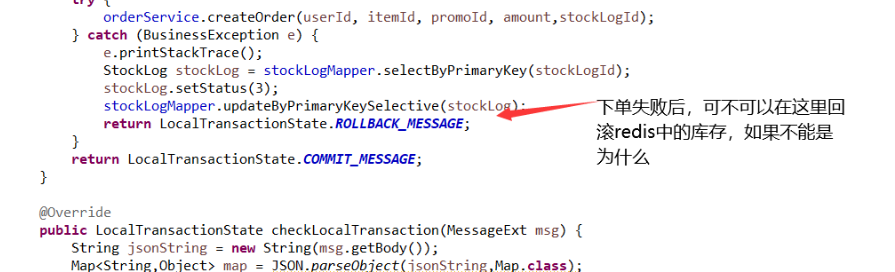 try {
orderService.createOrder(userId, itemId, promoId, amount,stockLogId);
} catch (BusinessException e) {
e.printStackTrace();
StockLog stockLog = stockLogMapper.selectByPrimaryKey(stockLogId);
stockLog.setStatus(3);
stockLogMapper.updateByPrimaryKeySelective(stockLog);
return LocalTransactionState.ROLLBACK_MESSAGE;
}
return LocalTransactionState.COMMIT_MESSAGE;
}
下单失败后，可不可以在这里回
滚redis中的库存，如果不能是
为什么
@Override
public LocalTransactionState checkLocalTransaction(MessageExt msg) {
String jsonString = new String(msg.getBody());
Map<String,Object> map = JSON.parseObject(jsonString,Map.class);